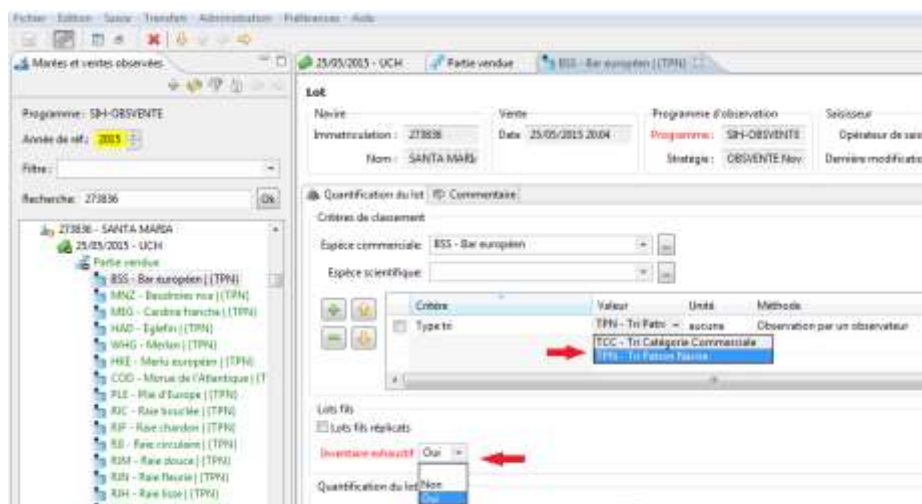 Fichier Edition Saisie Transfert Administration Préférences Aide
Marées et ventes observées
25/05/2015 - UCH
Partie vendue
BSS - Bar européen | (TPN)
Programme : SIH-OBSVENTE
Année de réf.: 2015
Filtre :
Recherche: 273836
Ok
273836 - SANTA MARIA
25/05/2015 - UCH
Partie vendue
BSS - Bar européen | (TPN)
MNZ - Baudroies nca | (TPN)
MEG - Cardine franche | (TPN)
HAD - Eglefin | (TPN)
WHG - Merlan | (TPN)
HKE - Merlu européen | (TPN)
COD - Morue de l'Atlantique | (T
PLE - Plie d'Europe | (TPN)
RJC - Raie bouclée | (TPN)
RJF - Raie chardon | (TPN)
RJI - Raie circulaire | (TPN)
RJM - Raie douce | (TPN)
RJN - Raie fleurie | (TPN)
RJH - Raie lisse | (TPN)
Lot
Navire
Immatriculation : 273836
Nom : SANTA MARI
Vente
Date 25/05/2015 20:04
Programme d'observation
Programme : SIH-OBSVENTE
Stratégie : OBSVENTE Nav
Saisisseur
Opérateur de sais
Dernière modificatio
Quantification du lot
Commentaire
Critères de classement
Espèce commerciale: BSS - Bar européen
Espèce scientifique:
Critère Valeur Unité Méthode
Type tri TPN - Tri Patro aucune Observation par un observateur
TCC - Tri Catégorie Commerciale
TPN - Tri Patron Navire
Lots fils
Lots fils réplicats
Inventaire exhaustif Oui
Non
Oui
Quantification du lot